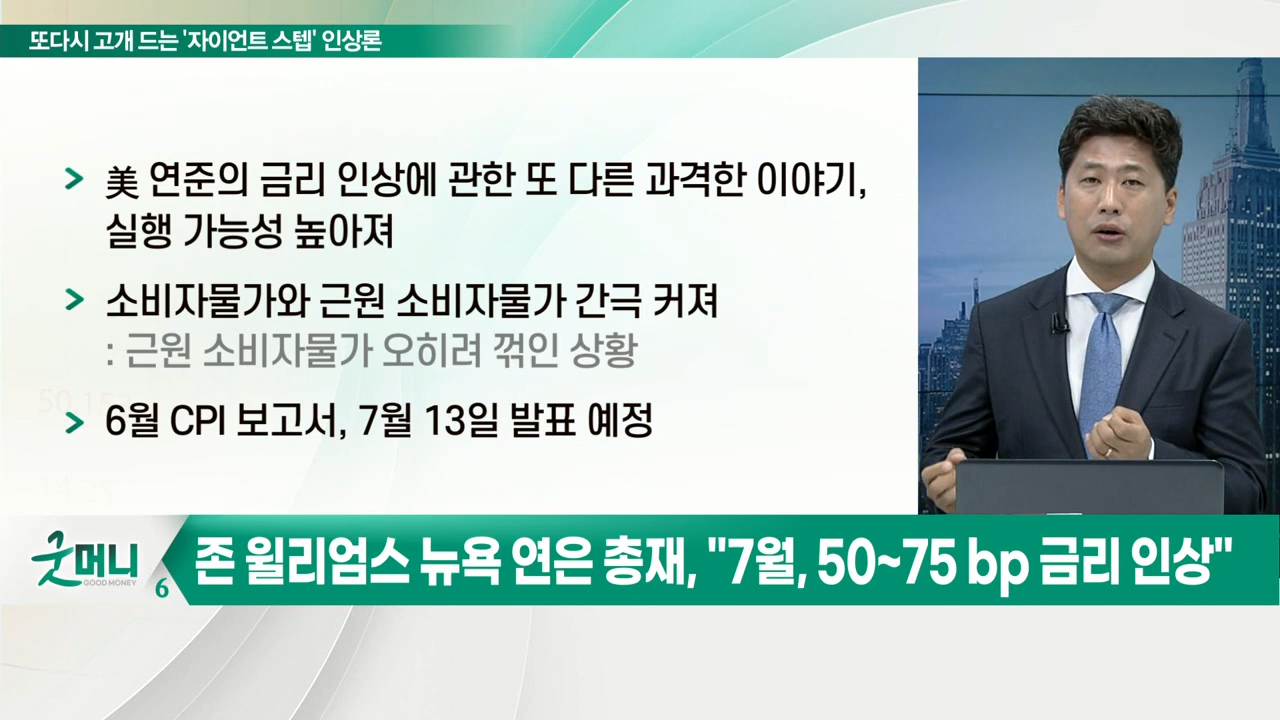 또다시 고개 드는 '자이언트 스텝' 인상론
美 연준의 금리 인상에 관한 또 다른 과격한 이야기,
실행 가능성 높아져
소비자물가와 근원 소비자물가 간극 커져
: 근원 소비자물가 오히려 꺾인 상황
6월 CPI 보고서, 7월 13일 발표 예정
굿머니
GOOD MONEY
6
존 윌리엄스 뉴욕 연은 총재, "7월, 50~75 bp 금리 인상"